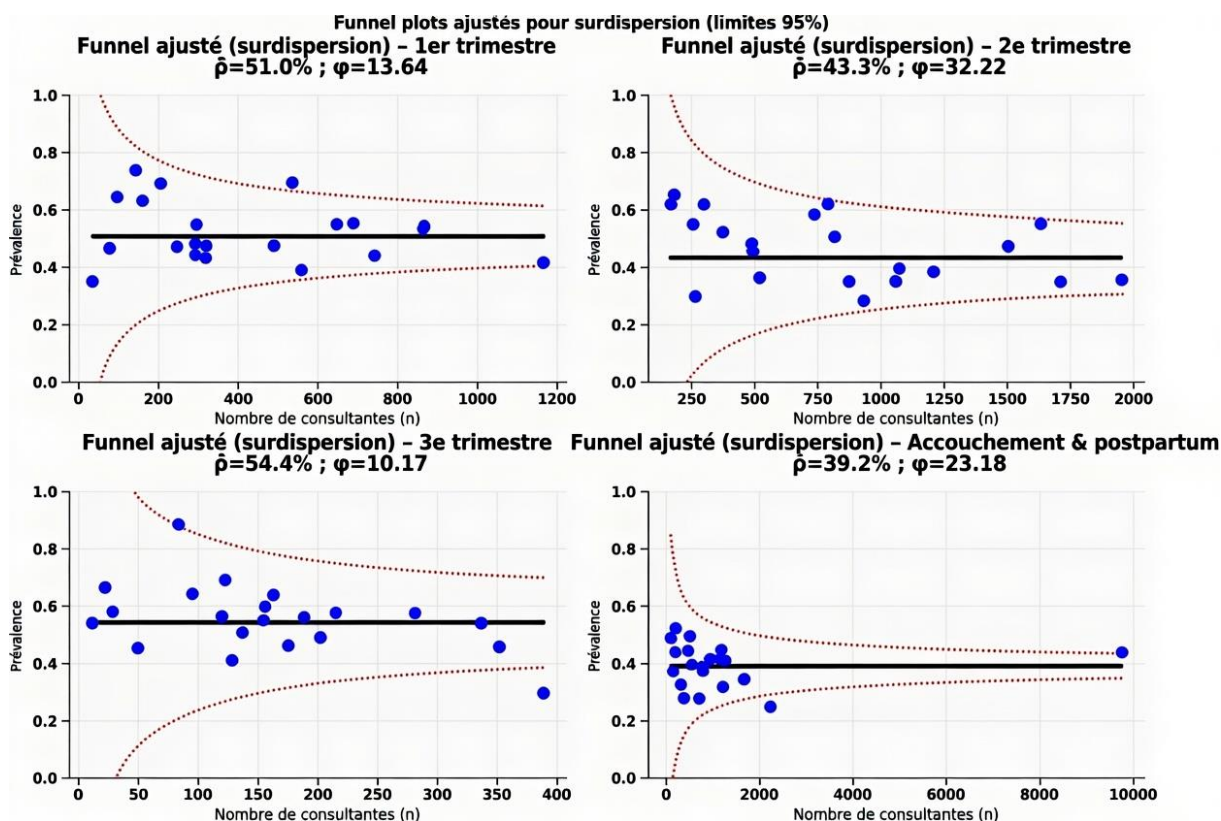 Funnel plots ajustés pour surdispersion (limites 95%)
Funnel ajusté (surdispersion) – 1er trimestre
p̄=51.0% ; φ=13.64
1.0
0.8
0.6
0.4
0.2
0.0
Prévalence
0 200 400 600 800 1000 1200
Nombre de consultantes (n)
Funnel ajusté (surdispersion) – 2e trimestre
p̄=43.3% ; φ=32.22
1.0
0.8
0.6
0.4
0.2
0.0
Prévalence
250 500 750 1000 1250 1500 1750 2000
Nombre de consultantes (n)
Funnel ajusté (surdispersion) – 3e trimestre
p̄=54.4% ; φ=10.17
1.0
0.8
0.6
0.4
0.2
0.0
Prévalence
0 50 100 150 200 250 300 350 400
Nombre de consultantes (n)
Funnel ajusté (surdispersion) – Accouchement & postpartum
p̄=39.2% ; φ=23.18
1.0
0.8
0.6
0.4
0.2
0.0
Prévalence
0 2000 4000 6000 8000 10000
Nombre de consultantes (n)